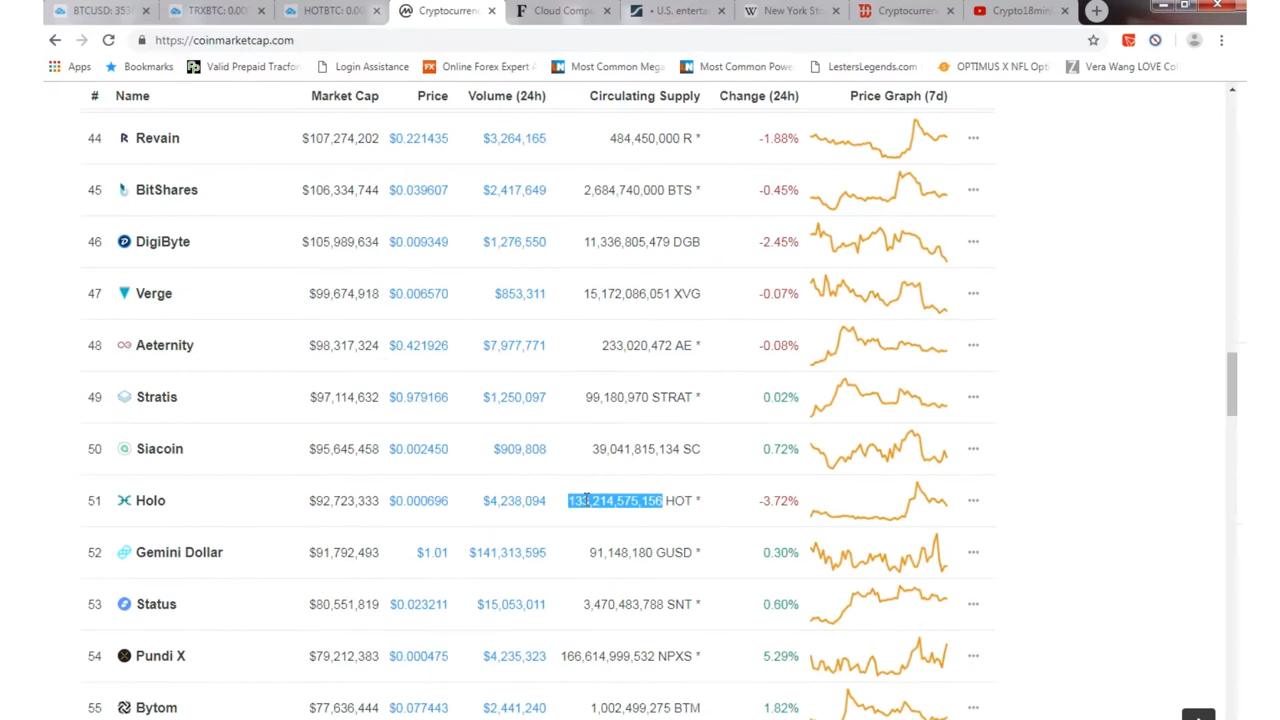 BTCUSD: 353
TRXBTC: 0.00
HOTBTC: 0.00
Cryptocurren
Cloud Compu
• U.S. enterta
New York Sto
Cryptocurren
Crypto18mini
https://coinmarketcap.com
Apps
Bookmarks
Valid Prepaid Tracfor
Login Assistance
Online Forex Expert A
Most Common Mega
Most Common Powe
LestersLegends.com
OPTIMUS X NFL Opti
Vera Wang LOVE Col
# Name Market Cap Price Volume (24h) Circulating Supply Change (24h) Price Graph (7d)
44 Revain $107,274,202 $0.221435 $3,264,165 484,450,000 R * -1.88%
45 BitShares $106,334,744 $0.039607 $2,417,649 2,684,740,000 BTS * -0.45%
46 DigiByte $105,989,634 $0.009349 $1,276,550 11,336,805,479 DGB -2.45%
47 Verge $99,674,918 $0.006570 $853,311 15,172,086,051 XVG -0.07%
48 Aeternity $98,317,324 $0.421926 $7,977,771 233,020,472 AE * -0.08%
49 Stratis $97,114,632 $0.979166 $1,250,097 99,180,970 STRAT * 0.02%
50 Siacoin $95,645,458 $0.002450 $909,808 39,041,815,134 SC 0.72%
51 Holo $92,723,333 $0.000696 $4,238,094 133,214,575,156 HOT * -3.72%
52 Gemini Dollar $91,792,493 $1.01 $141,313,595 91,148,180 GUSD * 0.30%
53 Status $80,551,819 $0.023211 $15,053,011 3,470,483,788 SNT * 0.60%
54 Pundi X $79,212,383 $0.000475 $4,235,323 166,614,999,532 NPXS * 5.29%
55 Bytom $77,636,444 $0.077443 $2,441,240 1,002,499,275 BTM 1.82%